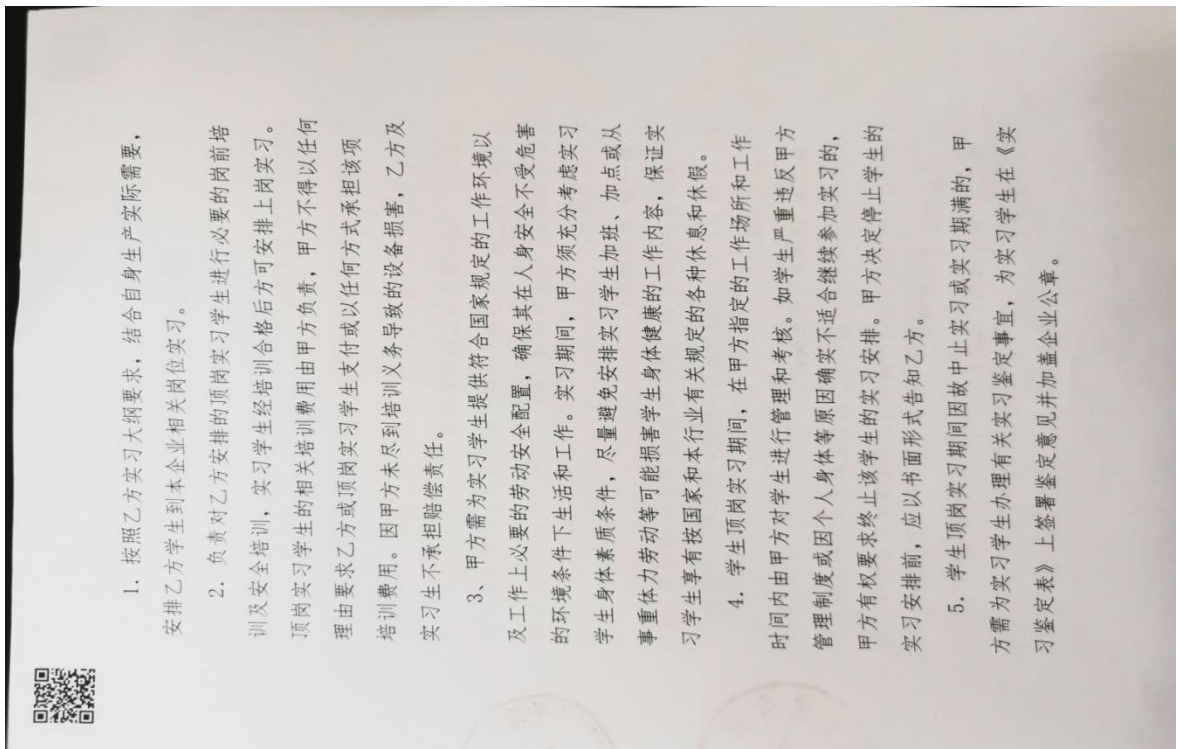 1. 按照乙方实习大纲要求，结合自身生产实际需要，
安排乙方学生到本企业相关岗位实习。
2. 负责对乙方安排的顶岗实习学生进行必要的岗前培
训及安全培训，实习学生经培训合格后方可安排上岗实习。
顶岗实习学生的相关培训费用由甲方负责，甲方不得以任何
理由要求乙方或顶岗实习学生支付或以任何方式承担该项
培训费用。因甲方未尽到培训义务导致的设备损害，乙方及
实习生不承担赔偿责任。
3、甲方需为实习学生提供符合国家规定的工作环境以
及工作上必要的劳动安全配置，确保其在人身安全不受危害
的环境条件下生活和工作。实习期间，甲方须充分考虑实习
学生身体素质条件，尽量避免安排实习学生加班、加点或从
事重体力劳动等可能损害学生身体健康的工作内容，保证实
习学生享有按国家和本行业有关规定的各种休息和休假。
4. 学生顶岗实习期间，在甲方指定的工作场所和工作
时间内由甲方对学生进行管理和考核。如学生严重违反甲方
管理制度或因个人身体等原因确实不适合继续参加实习的，
甲方有权要求终止该学生的实习安排。甲方决定停止学生的
实习安排前，应以书面形式告知乙方。
5. 学生顶岗实习期间因故中止实习或实习期满的，甲
方需为实习学生办理有关实习鉴定事宜，为实习学生在《实
习鉴定表》上签署鉴定意见并加盖企业公章。